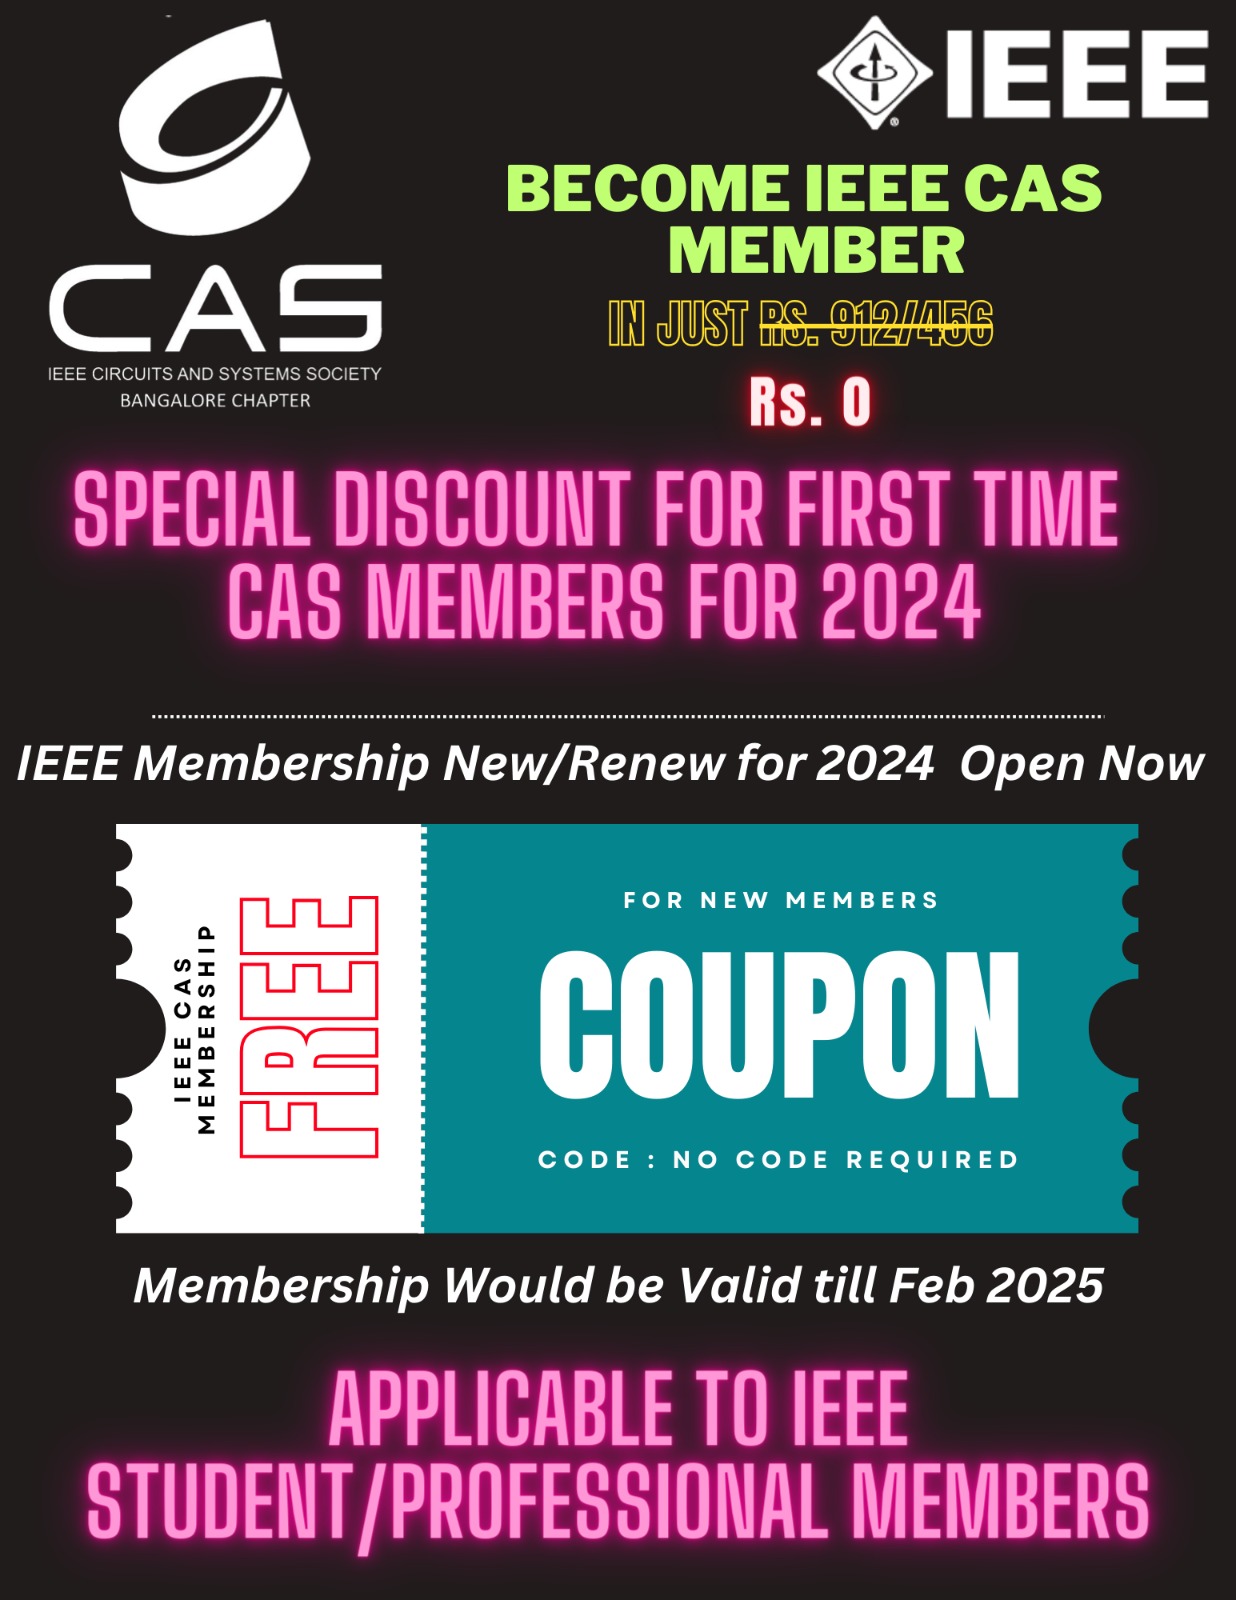 CAS
IEEE CIRCUITS AND SYSTEMS SOCIETY
BANGALORE CHAPTER
IEEE
®
BECOME IEEE CAS
MEMBER
IN JUST RS. 912/456
Rs. 0
SPECIAL DISCOUNT FOR FIRST TIME
CAS MEMBERS FOR 2024
IEEE Membership New/Renew for 2024 Open Now
IEEE CAS
MEMBERSHIP
FREE
FOR NEW MEMBERS
COUPON
CODE : NO CODE REQUIRED
Membership Would be Valid till Feb 2025
APPLICABLE TO IEEE
STUDENT/PROFESSIONAL MEMBERS